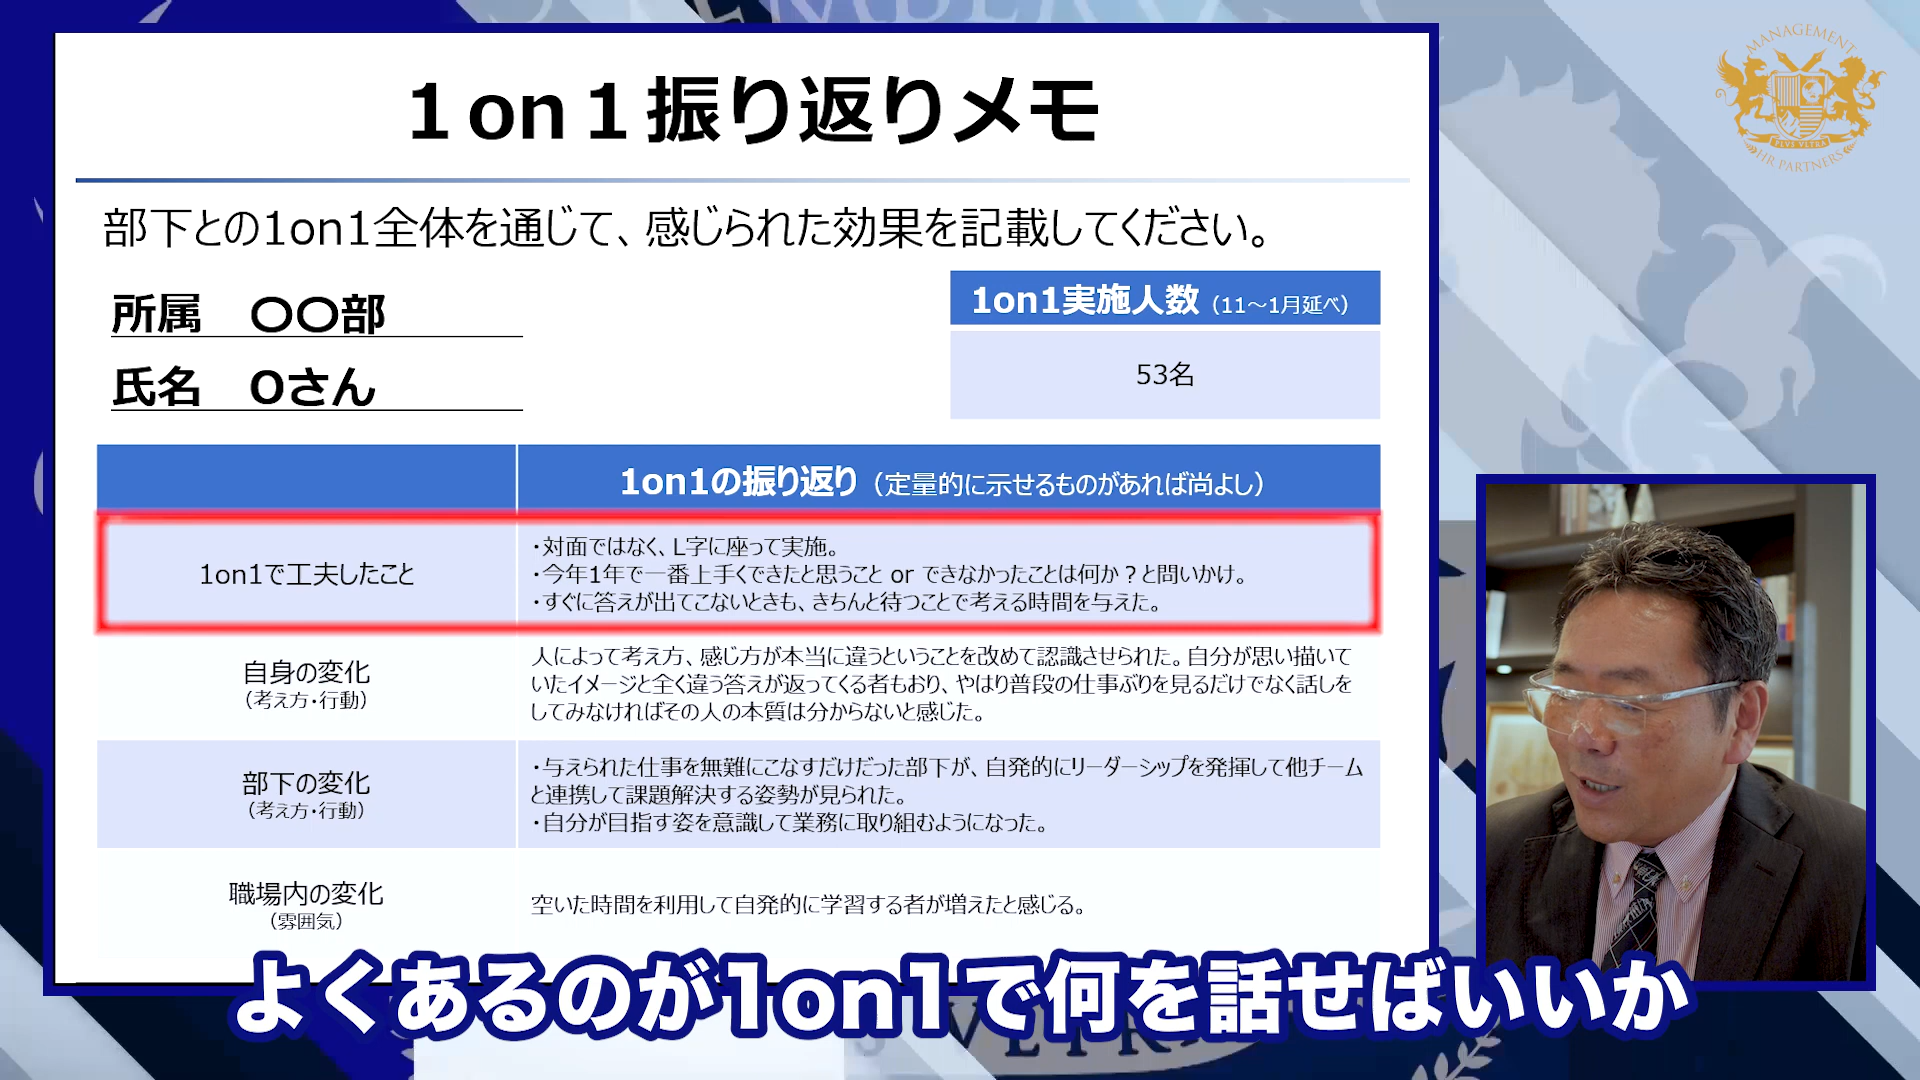 MANAGEMENT
PLVS VLTRA
HR PARTNERS
1on1振り返りメモ
部下との1on1全体を通じて、感じられた効果を記載してください。
所属 〇〇部
氏名 Oさん
1on1実施人数（11～1月延べ）
53名
1on1の振り返り（定量的に示せるものがあれば尚よし）
1on1で工夫したこと
・対面ではなく、L字に座って実施。
・今年1年で一番上手くできたと思うこと or できなかったことは何か？と問いかけ。
・すぐに答えが出てこないときも、きちんと待つことで考える時間を与えた。
自身の変化
（考え方・行動）
人によって考え方、感じ方が本当に違うということを改めて認識させられた。自分が思い描いて
いたイメージと全く違う答えが返ってくる者もおり、やはり普段の仕事ぶりを見るだけでなく話しを
してみなければその人の本質は分からないと感じた。
部下の変化
（考え方・行動）
・与えられた仕事を無難にこなすだけだった部下が、自発的にリーダーシップを発揮して他チーム
と連携して課題解決する姿勢が見られた。
・自分が目指す姿を意識して業務に取り組むようになった。
職場内の変化
（雰囲気）
空いた時間を利用して自発的に学習する者が増えたと感じる。
よくあるのが1on1で何を話せばいいか